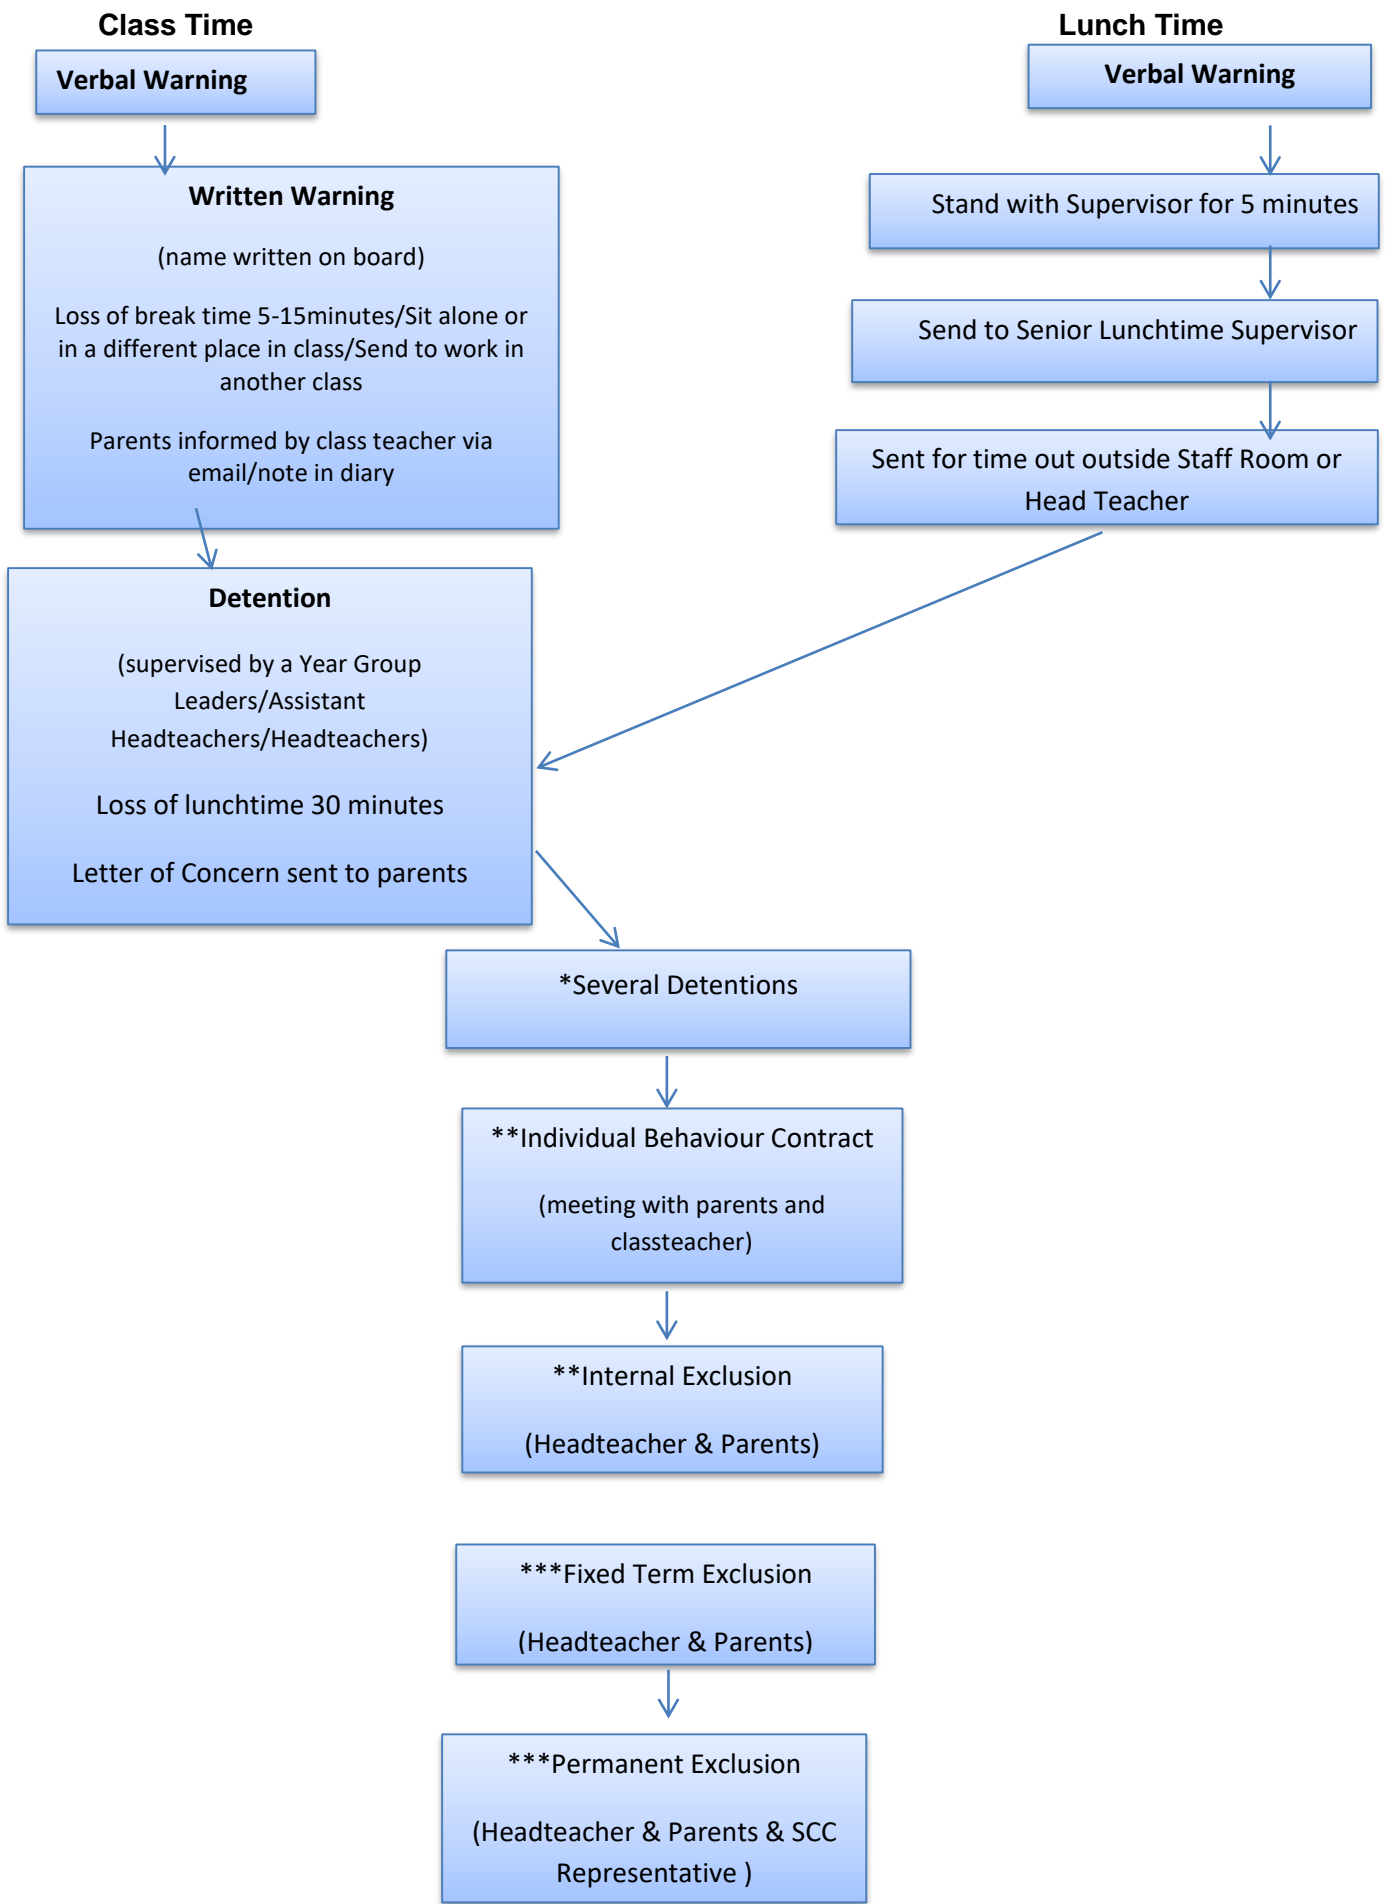 Class Time
Verbal Warning
Written Warning
(name written on board)
Loss of break time 5-15minutes/Sit alone or
in a different place in class/Send to work in
another class
Parents informed by class teacher via
email/note in diary
Detention
(supervised by a Year Group
Leaders/Assistant
Headteachers/Headteachers)
Loss of lunchtime 30 minutes
Letter of Concern sent to parents
Lunch Time
Verbal Warning
Stand with Supervisor for 5 minutes
Send to Senior Lunchtime Supervisor
Sent for time out outside Staff Room or
Head Teacher
*Several Detentions
**Individual Behaviour Contract
(meeting with parents and
classteacher)
**Internal Exclusion
(Headteacher & Parents)
***Fixed Term Exclusion
(Headteacher & Parents)
***Permanent Exclusion
(Headteacher & Parents & SCC
Representative )